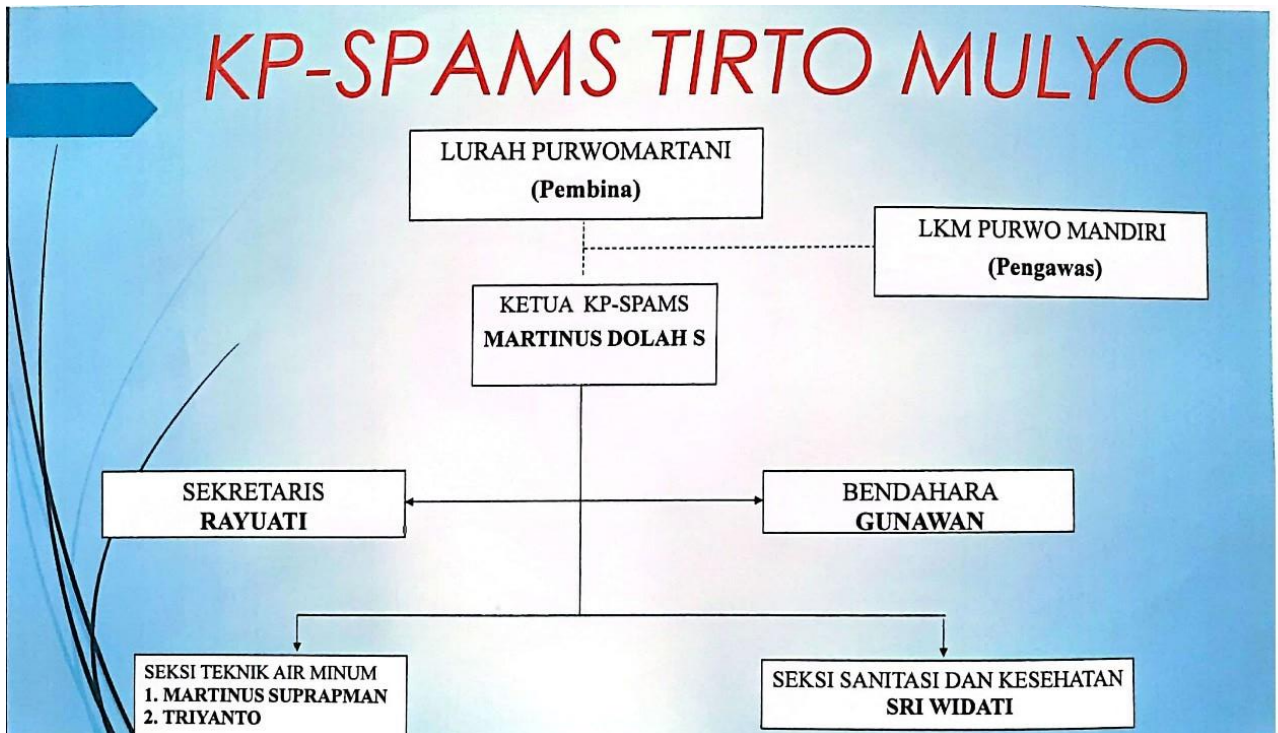 KP-SPAMS TIRTO MULYO
LURAH PURWOMARTANI
(Pembina)
LKM PURWO MANDIRI
(Pengawas)
KETUA KP-SPAMS
MARTINUS DOLAH S
SEKRETARIS
RAYUATI
BENDAHARA
GUNAWAN
SEKSI TEKNIK AIR MINUM
1. MARTINUS SUPRAPMAN
2. TRIYANTO
SEKSI SANITASI DAN KESEHATAN
SRI WIDATI